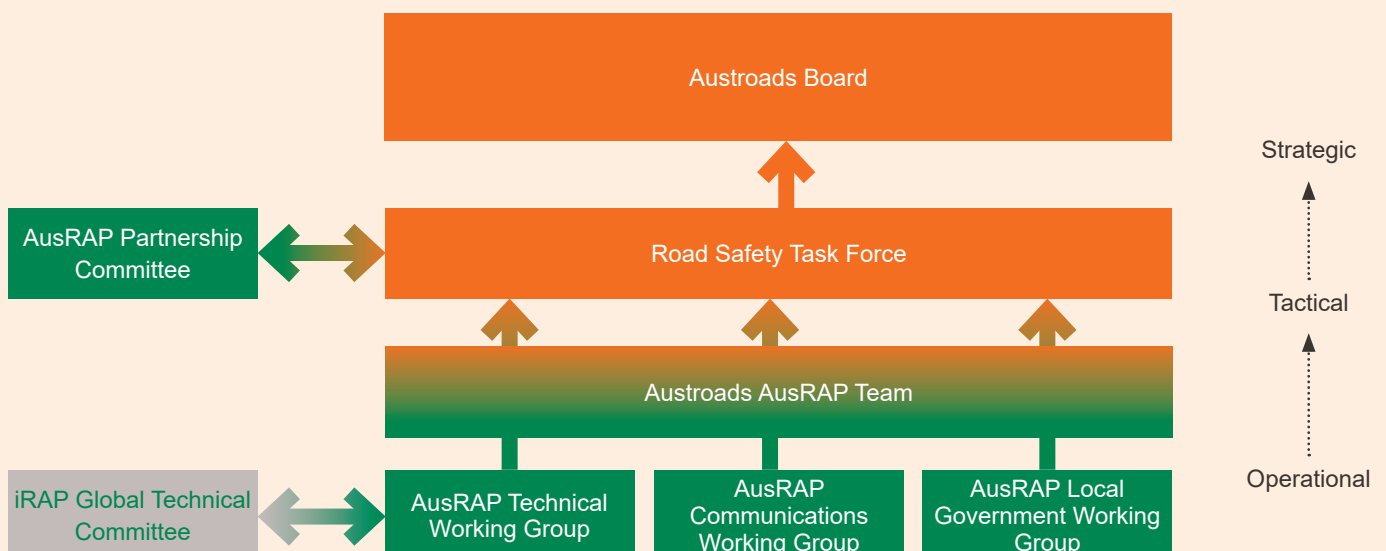 Austroads Board
Strategic
AusRAP Partnership
Committee
Road Safety Task Force
Tactical
Austroads AusRAP Team
Operational
iRAP Global Technical
Committee
AusRAP Technical
Working Group
AusRAP
Communications
Working Group
AusRAP Local
Government Working
Group